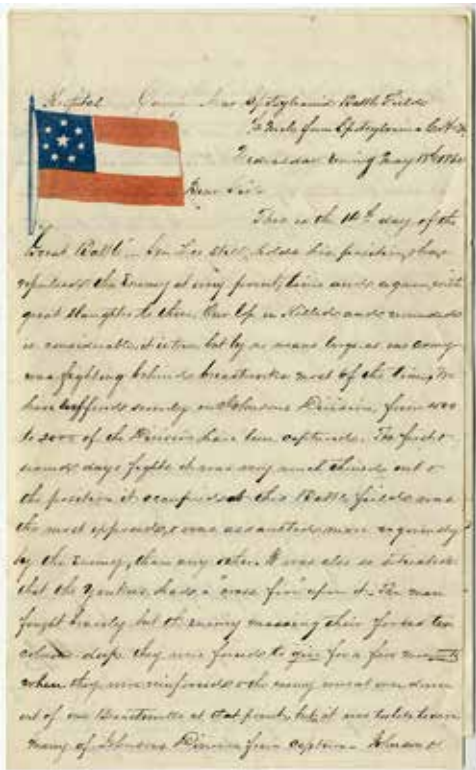 Hospital Camp Near Spotsylvania Battle Fields
2 Mile from Spotsylvania Ct. H.
Wednesday Evening May 18th 1864
Dear Sir
This is the 14th day of the
Great Battle. Gen Lee still holds his position, has
repulsed the Enemy at every point, time and again, with
great slaughter to them. Our loss in Killed and wounded
is considerable, it is true but by no means large as our army
was fighting behind breastworks most of the time, We
have suffered severely in Johnsons Division, from
to 2000 of the Division have been captured. The first
days fights it was very much thinned out &
the position it occupied at this Battle field was
the most exposed, & was assaulted more vigorously
by the Enemy, than any other. It was also so situated
that the Yankees had a "cross fire" upon it. The men
fought bravely but the enemy massing their forces ten
columns deep they were forced to give for a few moments
when they were reinforced & the enemy were driven
out of our Breastworks at that point, but it was too late to save
many of Johnsons Division from capture. Johnson &